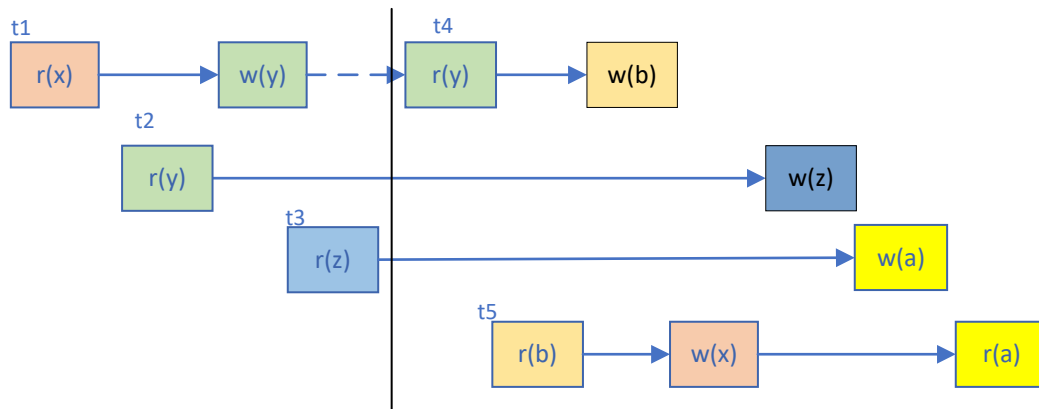 t1
t4
r(x)
w(y)
r(y)
w(b)
t2
r(y)
w(z)
t3
r(z)
w(a)
t5
r(b)
w(x)
r(a)